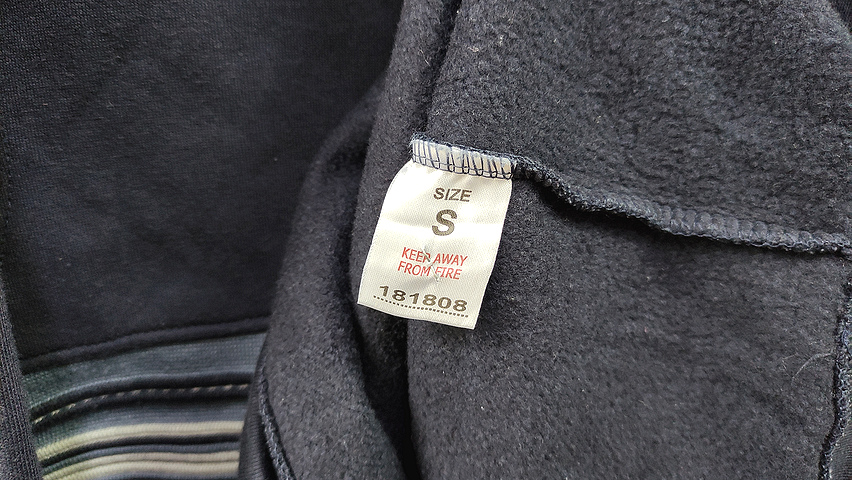 SIZE
S
KEEP AWAY
FROM FIRE
181808